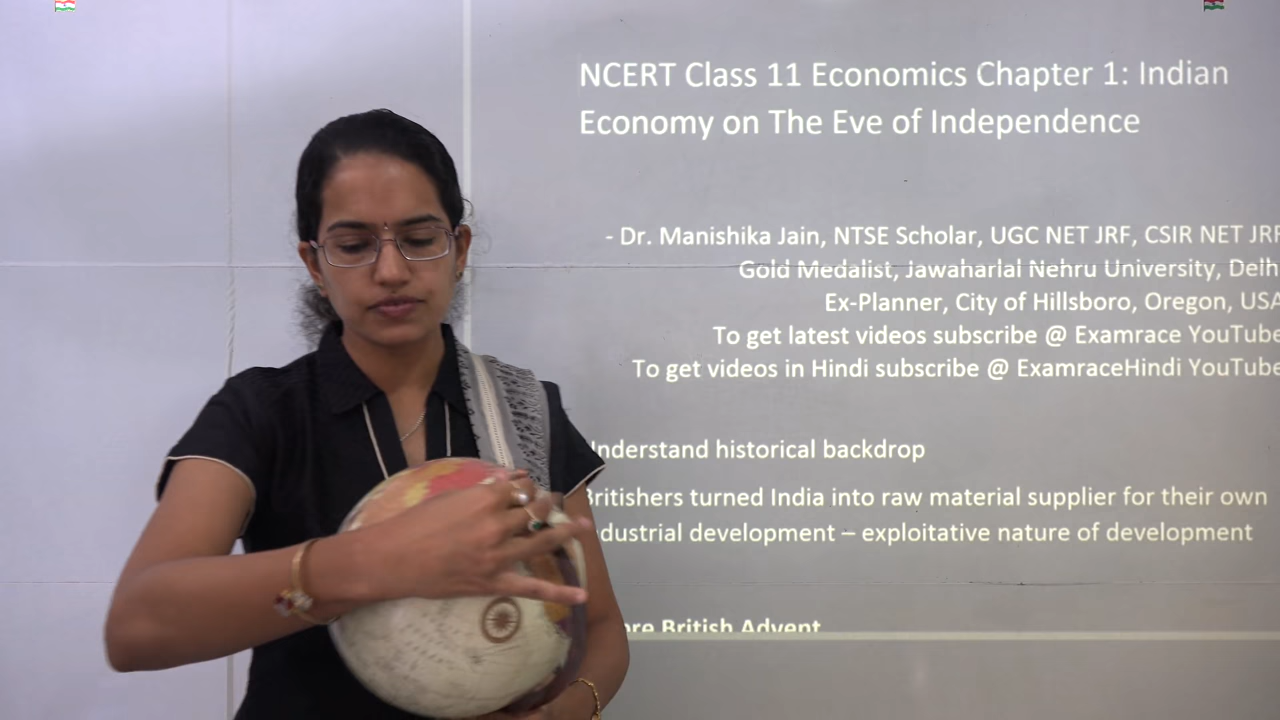 NCERT Class 11 Economics Chapter 1: Indian
Economy on The Eve of Independence
- Dr. Manishika Jain, NTSE Scholar, UGC NET JRF, CSIR NET JRF
Gold Medalist, Jawaharlal Nehru University, Delh
Ex-Planner, City of Hillsboro, Oregon, USA
To get latest videos subscribe @ Examrace YouTube
To get videos in Hindi subscribe @ ExamraceHindi YouTube
Understand historical backdrop
Britishers turned India into raw material supplier for their own
dustrial development – exploitative nature of development
ore British Advent